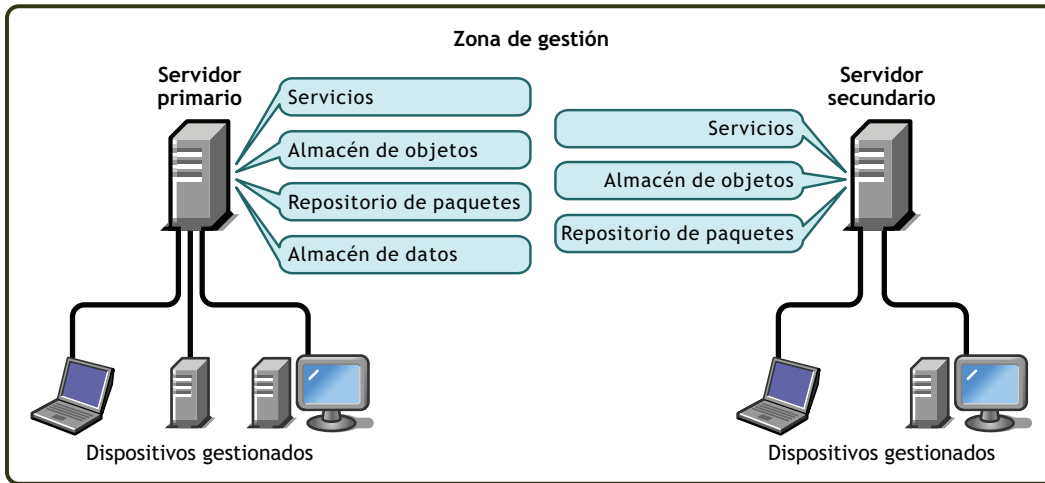 Zona de gestión
Servidor
primario
Servicios
Almacén de objetos
Repositorio de paquetes
Almacén de datos
Servidor
secundario
Servicios
Almacén de objetos
Repositorio de paquetes
Dispositivos gestionados
Dispositivos gestionados